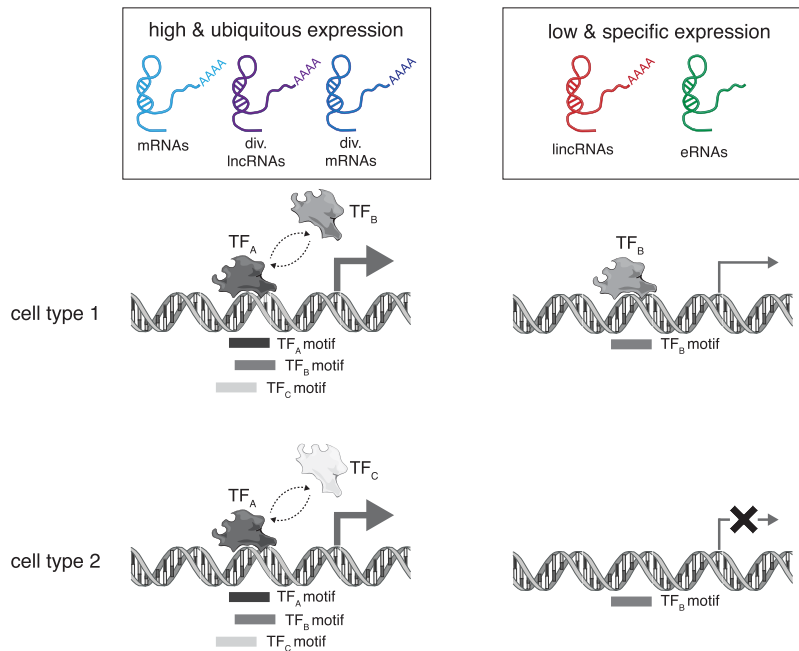 high & ubiquitous expression
AAAA
AAAA
AAAA
mRNAs
div.
lncRNAs
div.
mRNAs
low & specific expression
AAAA
lincRNAs
eRNAs
cell type 1
TFA
TFB
TFA motif
TFB motif
TFC motif
TFB
TFB motif
cell type 2
TFA
TFC
TFA motif
TFB motif
TFC motif
TFB motif